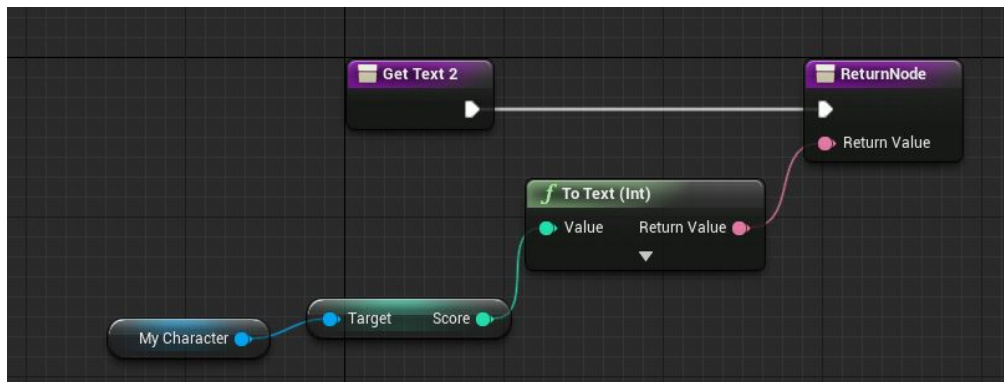 Get Text 2
ReturnNode
Return Value
To Text (Int)
Value Return Value
Target Score
My Character